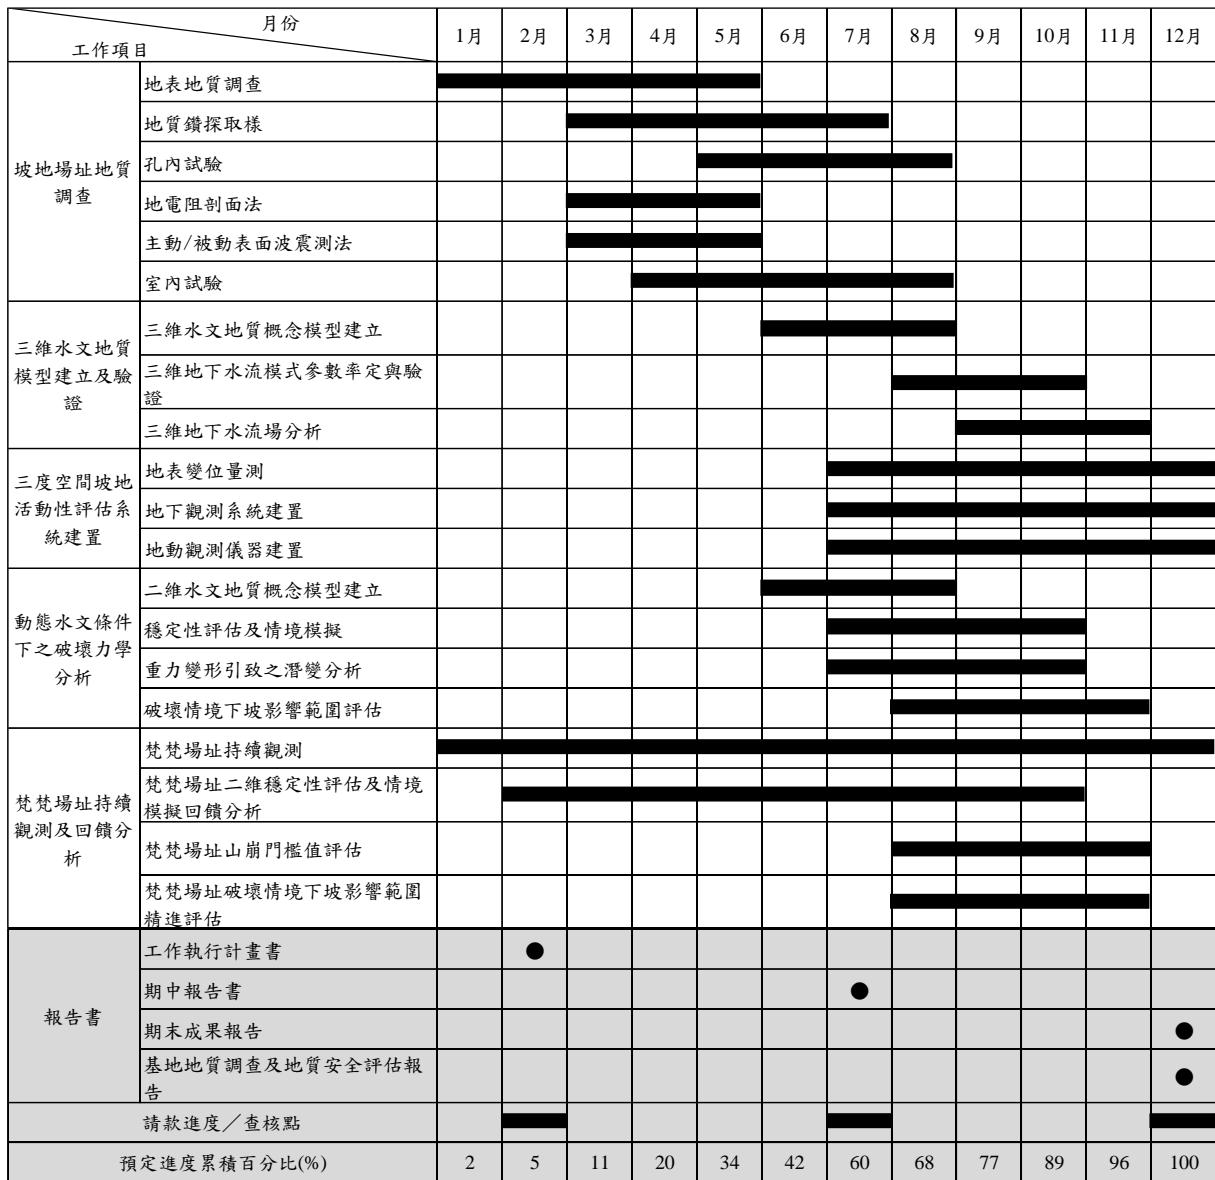 月份
工作項目
1月 2月 3月 4月 5月 6月 7月 8月 9月 10月 11月 12月
坡地場址地質
調查
地表地質調查
地質鑽探取樣
孔內試驗
地電阻剖面法
主動/被動表面波震測法
室內試驗
三維水文地質
模型建立及驗
證
三維水文地質概念模型建立
三維地下水流模式參數率定與驗
證
三維地下水流場分析
三度空間坡地
活動性評估系
統建置
地表變位量測
地下觀測系統建置
地動觀測儀器建置
動態水文條件
下之破壞力學
分析
二維水文地質概念模型建立
穩定性評估及情境模擬
重力變形引致之潛變分析
破壞情境下坡影響範圍評估
梵梵場址持續
觀測及回饋分
析
梵梵場址持續觀測
梵梵場址二維穩定性評估及情境
模擬回饋分析
梵梵場址山崩門檻值評估
梵梵場址破壞情境下坡影響範圍
精進評估
報告書
工作執行計畫書
期中報告書
期末成果報告
基地地質調查及地質安全評估報
告
請款進度／查核點
預定進度累積百分比(%) 2 5 11 20 34 42 60 68 77 89 96 100